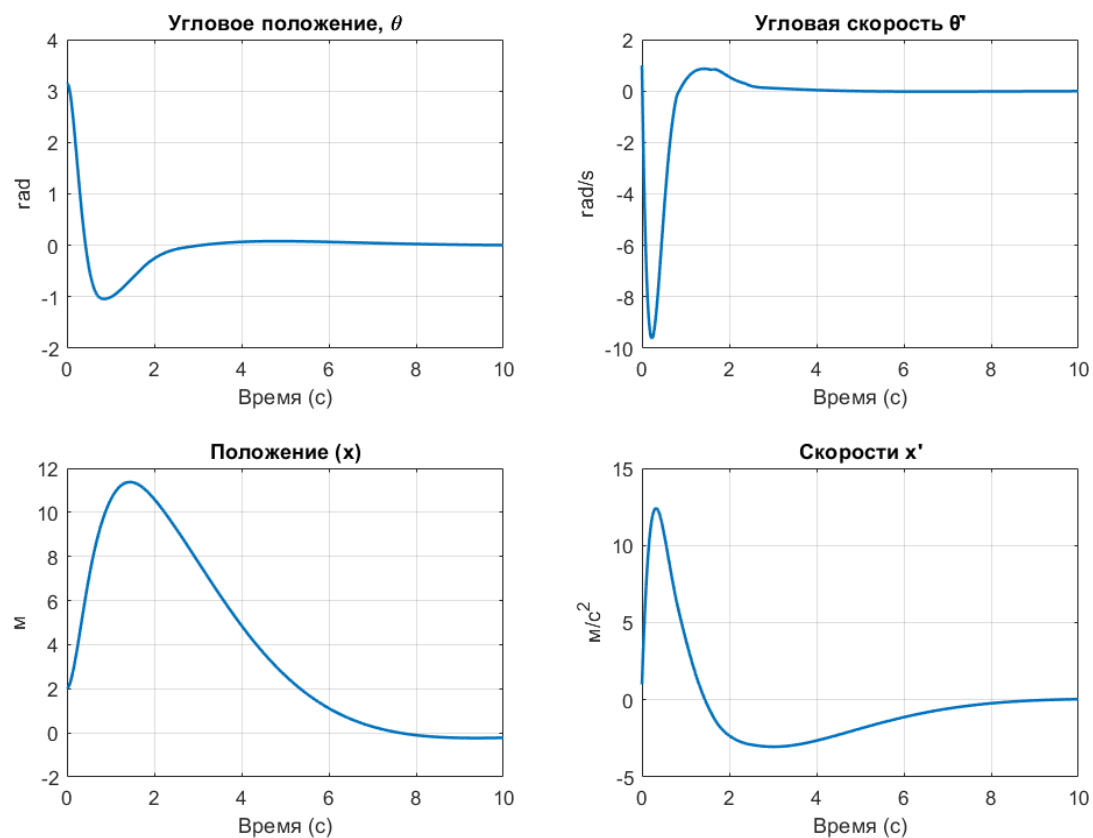 Угловое положение, θ
4
3
2
1
0
-1
-2
rad
0 2 4 6 8 10
Время (с)
Угловая скорость θ'
2
0
-2
-4
-6
-8
-10
rad/s
0 2 4 6 8 10
Время (с)
Положение (x)
12
10
8
6
4
2
0
-2
м
0 2 4 6 8 10
Время (с)
Скорости x'
15
10
5
0
-5
м/с²
0 2 4 6 8 10
Время (с)